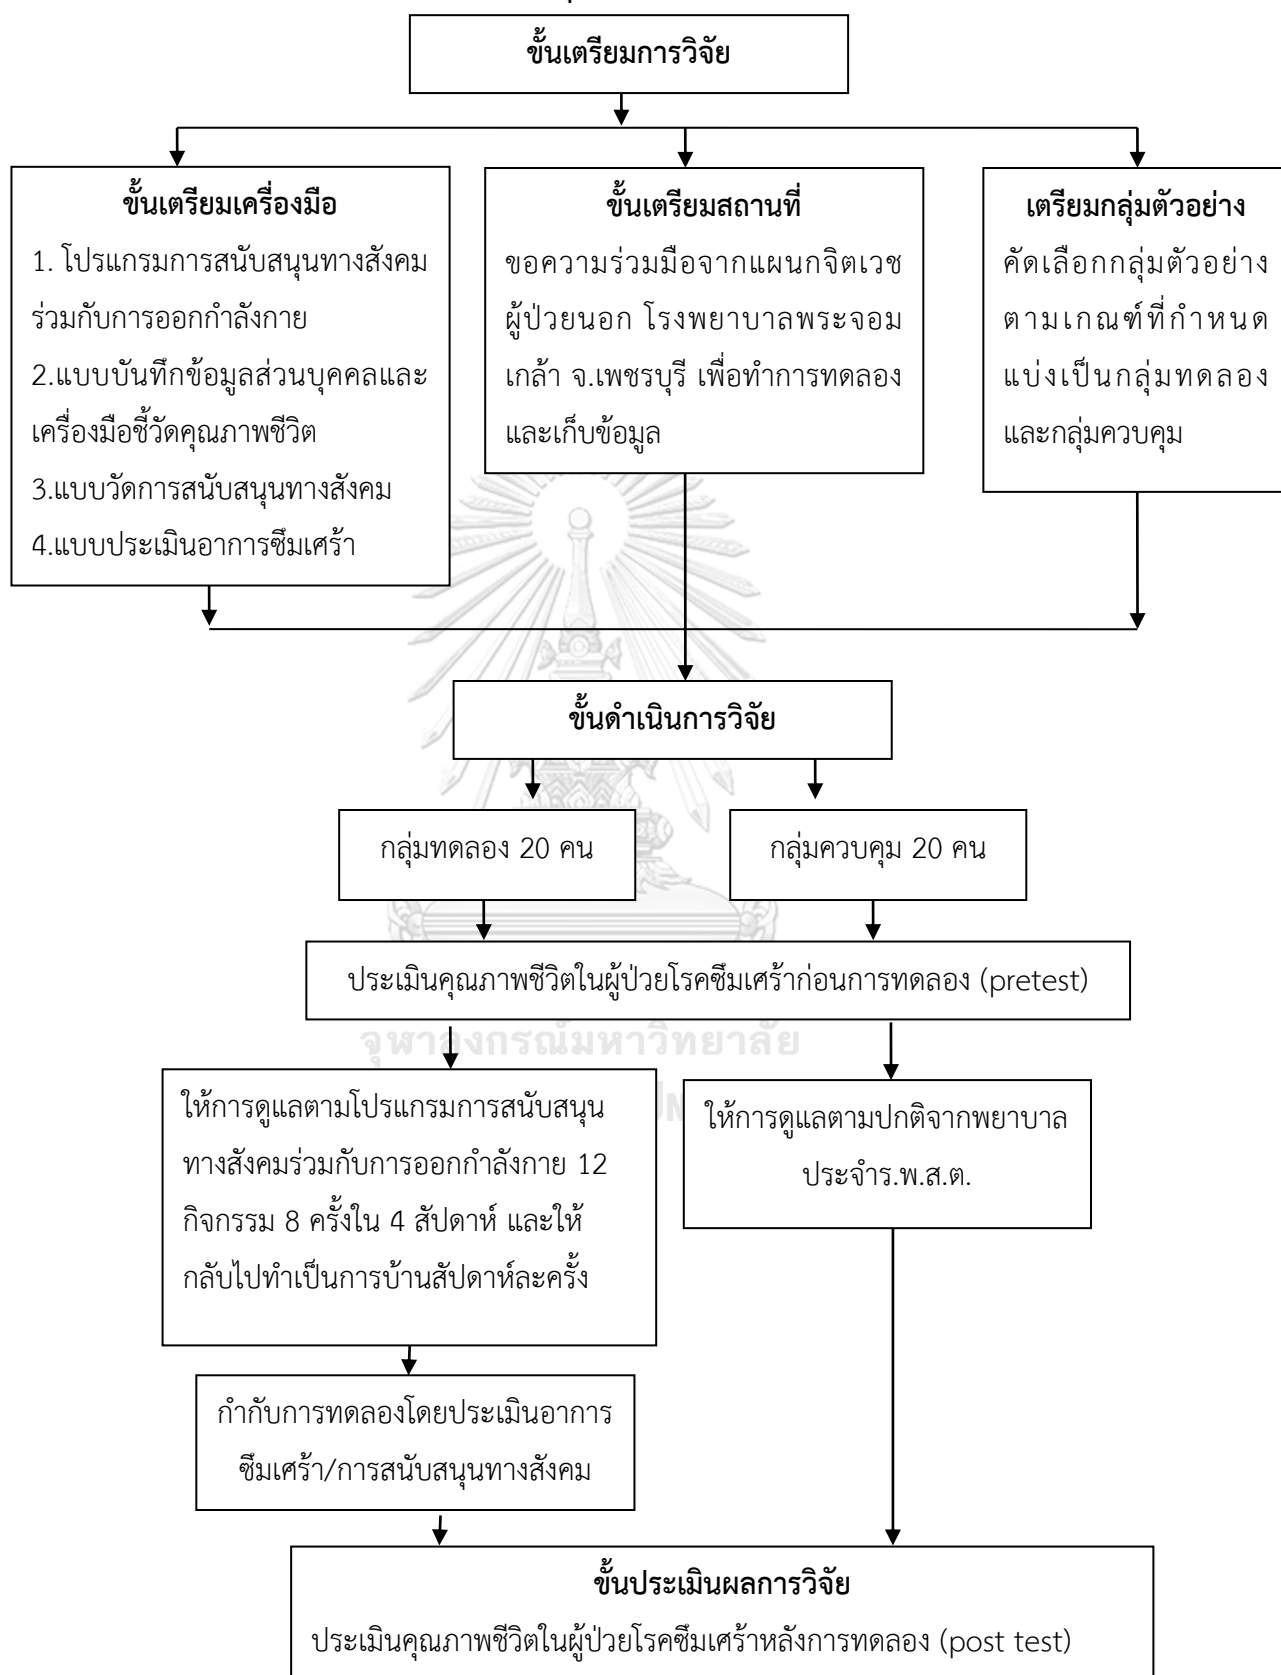 ขั้นเตรียมการวิจัย
ขั้นเตรียมเครื่องมือ
1. โปรแกรมการสนับสนุนทางสังคม
ร่วมกับการออกกำลังกาย
2.แบบบันทึกข้อมูลส่วนบุคคลและ
เครื่องมือชี้วัดคุณภาพชีวิต
3.แบบวัดการสนับสนุนทางสังคม
4.แบบประเมินอาการซึมเศร้า
ขั้นเตรียมสถานที่
ขอความร่วมมือจากแผนกจิตเวช
ผู้ป่วยนอก โรงพยาบาลพระจอม
เกล้า จ.เพชรบุรี เพื่อทำการทดลอง
และเก็บข้อมูล
เตรียมกลุ่มตัวอย่าง
คัดเลือกกลุ่มตัวอย่าง
ตามเกณฑ์ที่กำหนด
แบ่งเป็นกลุ่มทดลอง
และกลุ่มควบคุม
ขั้นดำเนินการวิจัย
กลุ่มทดลอง 20 คน
กลุ่มควบคุม 20 คน
ประเมินคุณภาพชีวิตในผู้ป่วยโรคซึมเศร้าก่อนการทดลอง (pretest)
จุฬาลงกรณ์มหาวิทยาลัย
ให้การดูแลตามโปรแกรมการสนับสนุน
ทางสังคมร่วมกับการออกกำลังกาย 12
กิจกรรม 8 ครั้งใน 4 สัปดาห์ และให้
กลับไปทำเป็นการบ้านสัปดาห์ละครั้ง
ให้การดูแลตามปกติจากพยาบาล
ประจำร.พ.ส.ต.
กำกับการทดลองโดยประเมินอาการ
ซึมเศร้า/การสนับสนุนทางสังคม
ขั้นประเมินผลการวิจัย
ประเมินคุณภาพชีวิตในผู้ป่วยโรคซึมเศร้าหลังการทดลอง (post test)